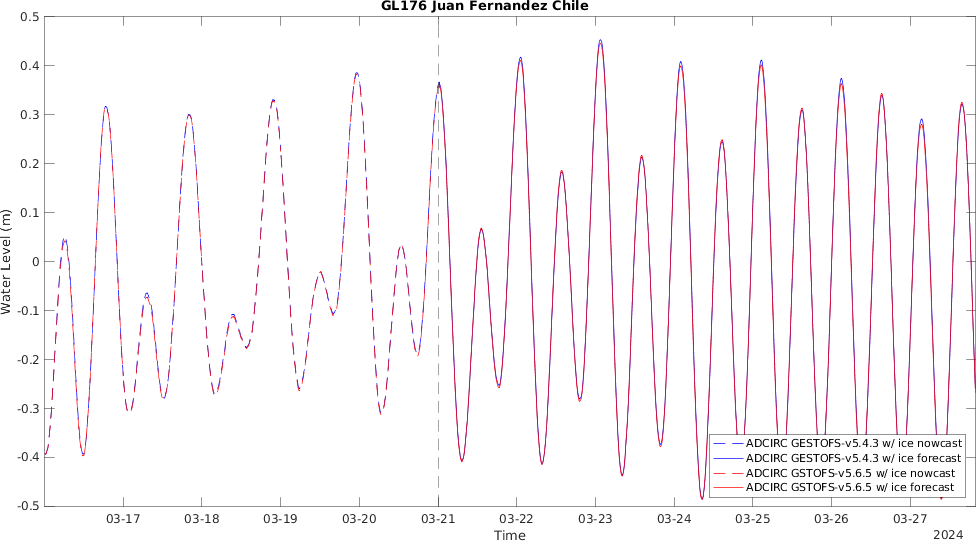 GL176 Juan Fernandez Chile
0.5
0.4
0.3
0.2
0.1
0
-0.1
-0.2
-0.3
-0.4
-0.5
Water Level (m)
ADCIRC GESTOFS-v5.4.3 w/ ice nowcast
ADCIRC GESTOFS-v5.4.3 w/ ice forecast
ADCIRC GSTOFS-v5.6.5 w/ ice nowcast
ADCIRC GSTOFS-v5.6.5 w/ ice forecast
03-17 03-18 03-19 03-20 03-21 03-22 03-23 03-24 03-25 03-26 03-27
Time
2024